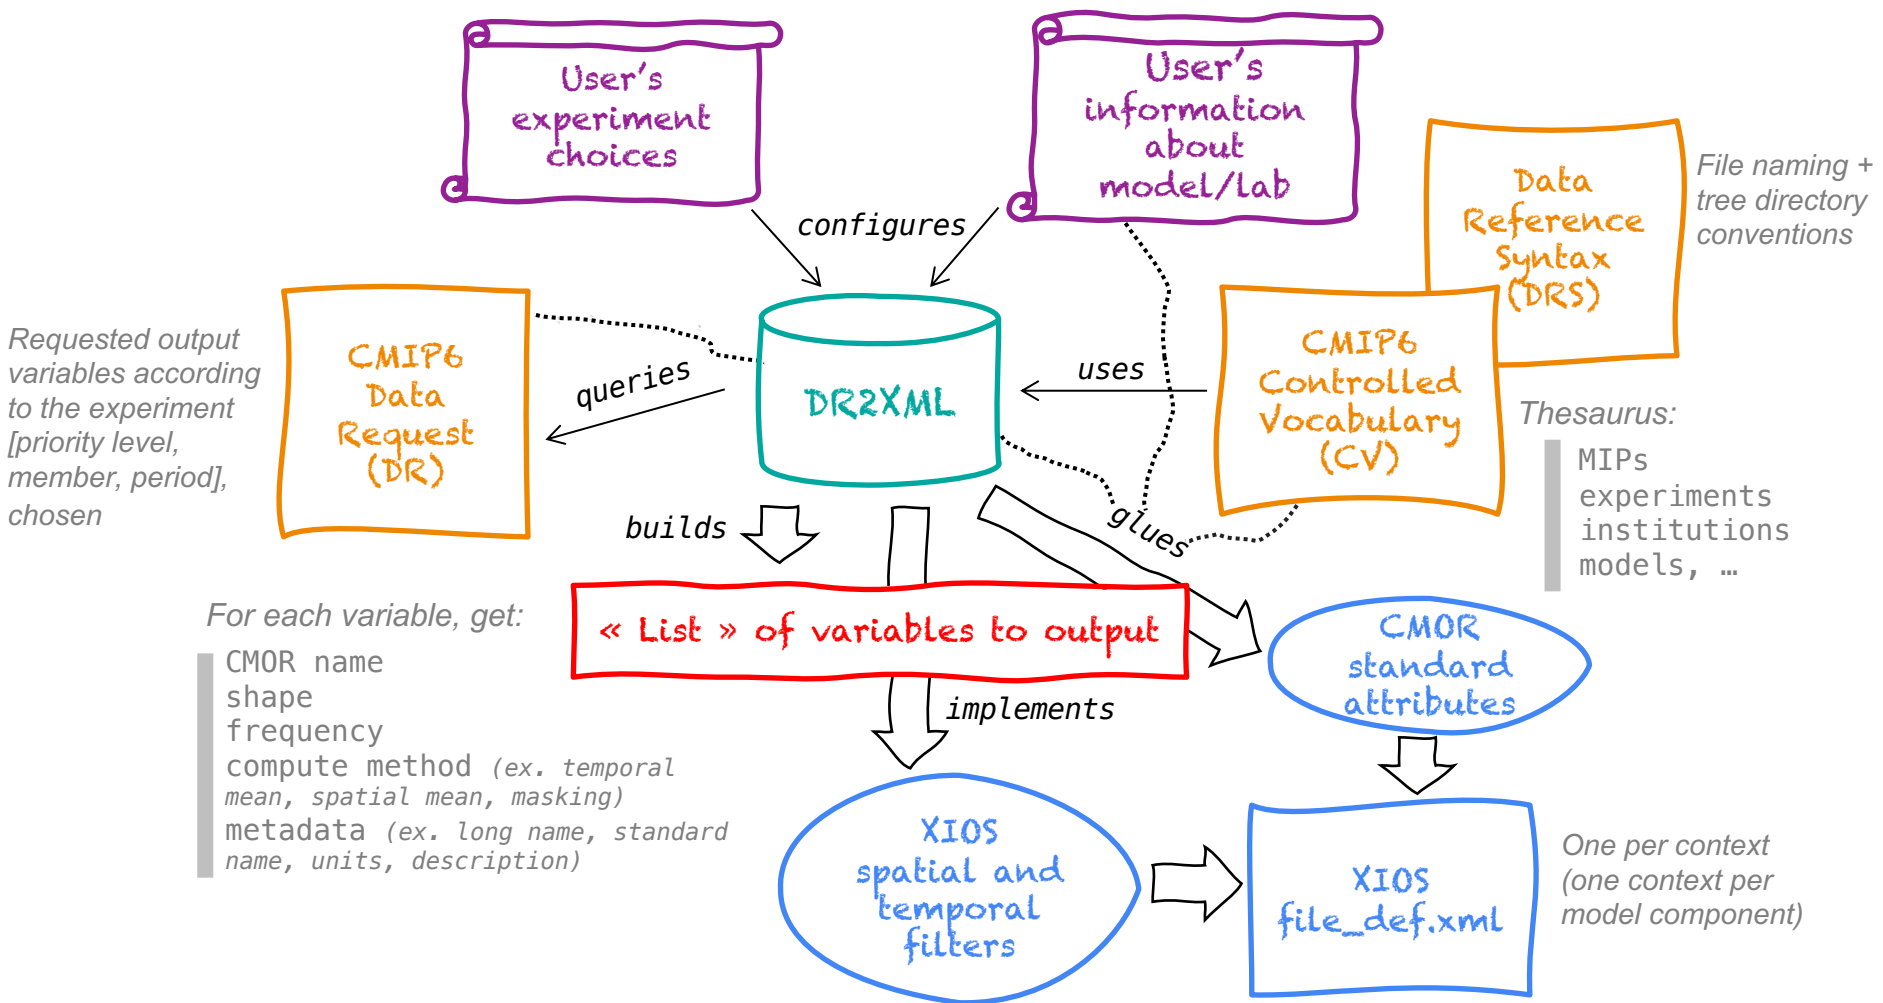 User's
experiment
choices
User's
information
about
model/lab
configures
Data
Reference
Syntax
(DRS)
File naming +
tree directory
conventions
Requested output
variables according
to the experiment
[priority level,
member, period],
chosen
CMIP6
Data
Request
(DR)
queries
DR2XML
uses
CMIP6
Controlled
Vocabulary
(CV)
Thesaurus:
MIPs
experiments
institutions
models, …
builds
glues
« List » of variables to output
For each variable, get:
CMOR name
shape
frequency
compute method (ex. temporal
mean, spatial mean, masking)
metadata (ex. long name, standard
name, units, description)
implements
CMOR
standard
attributes
XIOS
spatial and
temporal
filters
XIOS
file_def.xml
One per context
(one context per
model component)